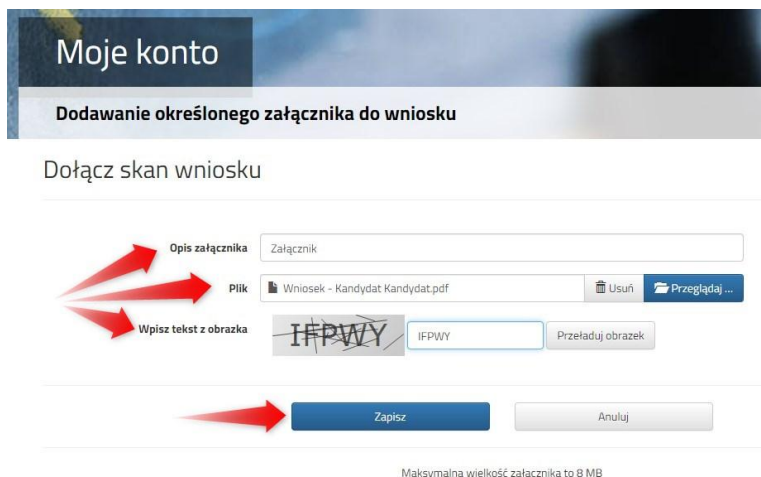 Moje konto
Dodawanie określonego załącznika do wniosku
Dołącz skan wniosku
Opis załącznika Załącznik
Plik Wniosek - Kandydat Kandydat.pdf Usuń Przeglądaj ...
Wpisz tekst z obrazka IFPWY IFPWY Przeładuj obrazek
Zapisz Anuluj
Maksymalna wielkość załącznika to 8 MB